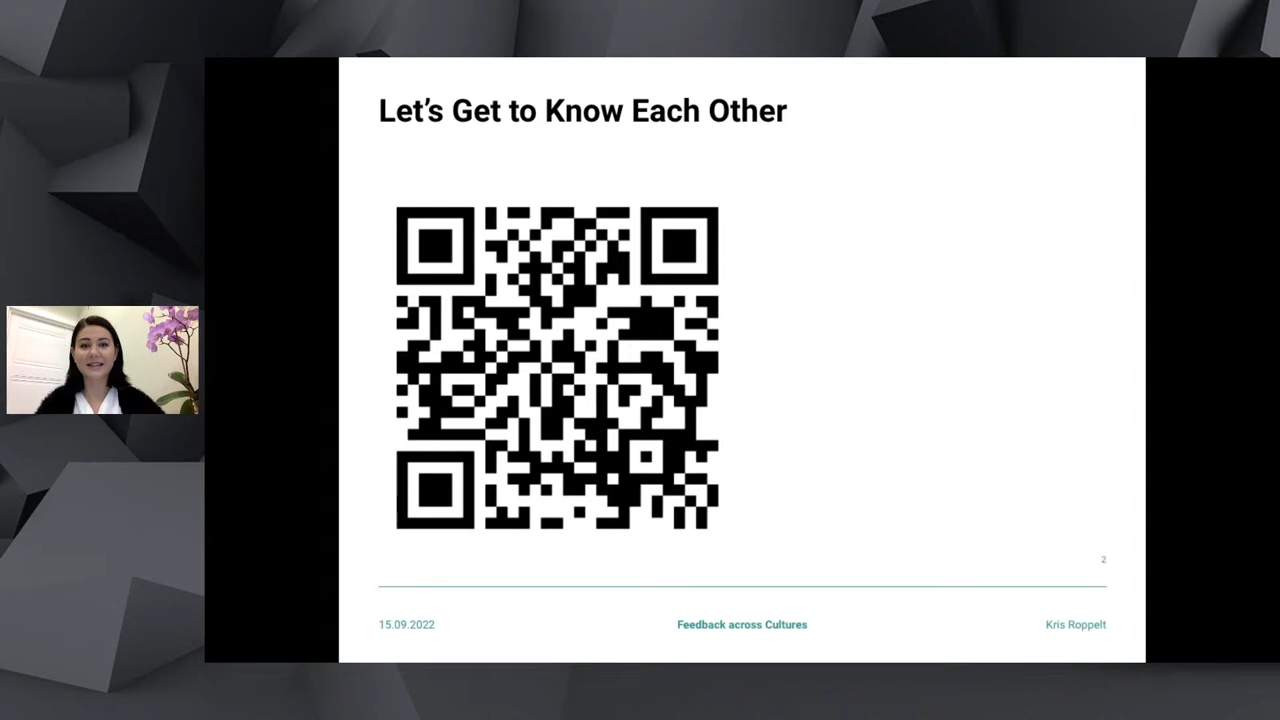 Let’s Get to Know Each Other
2
15.09.2022
Feedback across Cultures
Kris Roppelt